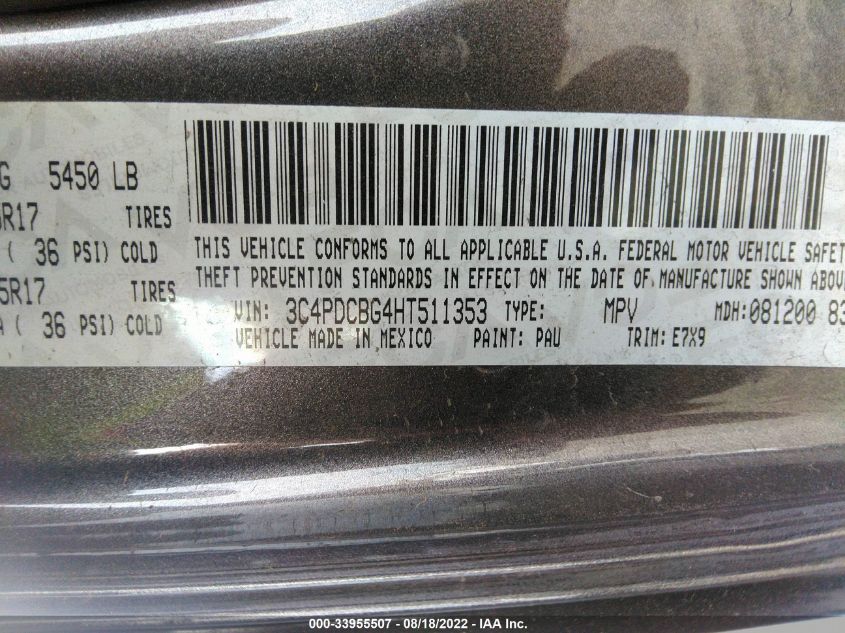 G 5450 LB
5R17 TIRES
( 36 PSI) COLD
5R17 TIRES
A ( 36 PSI) COLD
THIS VEHICLE CONFORMS TO ALL APPLICABLE U.S.A. FEDERAL MOTOR VEHICLE SAFET
THEFT PREVENTION STANDARDS IN EFFECT ON THE DATE OF MANUFACTURE SHOWN ABOV
VIN: 3C4PDCBG4HT511353 TYPE: MPV MDH:081200 83
VEHICLE MADE IN MEXICO PAINT: PAU TRIM: E7X9
000-33955507 - 08/18/2022 - IAA Inc.